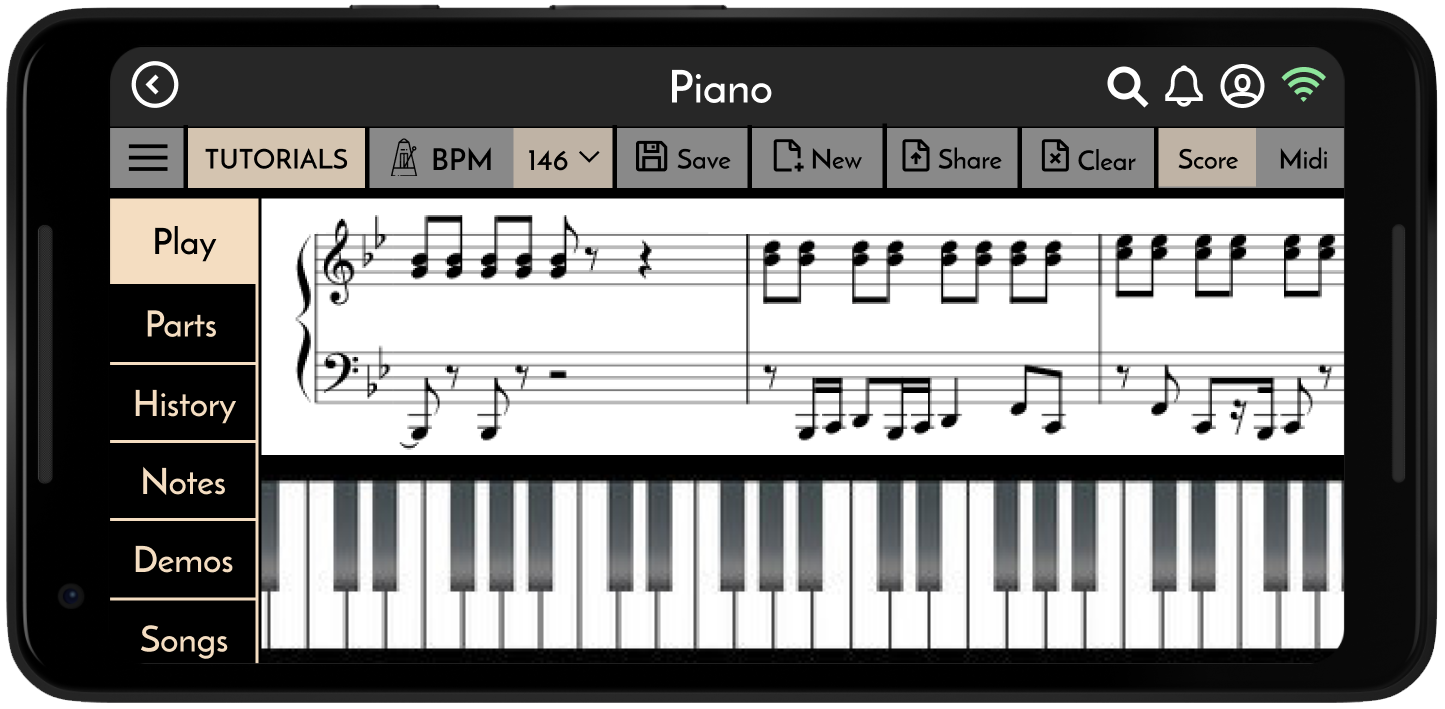 Piano
TUTORIALS BPM 146 Save New Share Clear Score Midi
Play
Parts
History
Notes
Demos
Songs